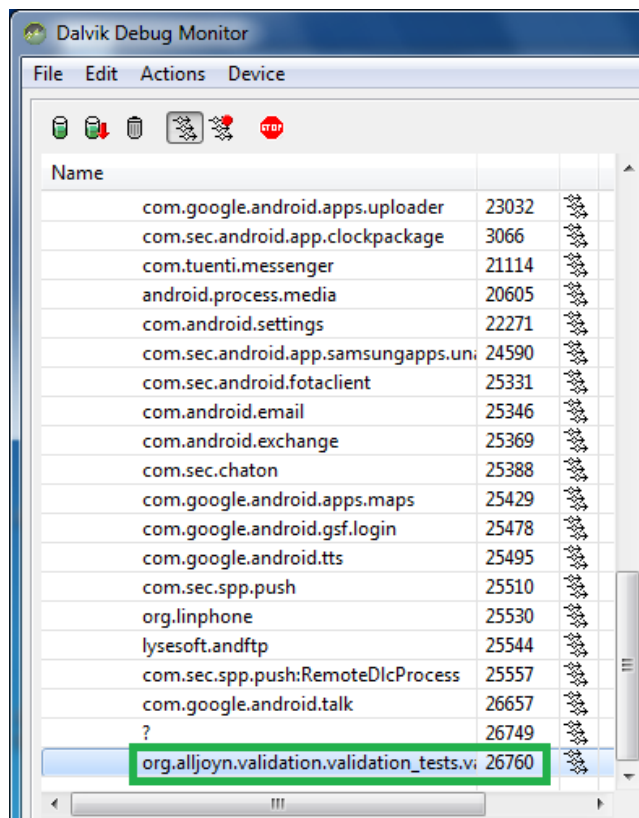 Dalvik Debug Monitor
File Edit Actions Device
STOP
Name
com.google.android.apps.uploader 23032
com.sec.android.app.clockpackage 3066
com.tuenti.messenger 21114
android.process.media 20605
com.android.settings 22271
com.sec.android.app.samsungapps.una 24590
com.sec.android.fotaclient 25331
com.android.email 25346
com.android.exchange 25369
com.sec.chaton 25388
com.google.android.apps.maps 25429
com.google.android.gsf.login 25478
com.google.android.tts 25495
com.sec.spp.push 25510
org.linphone 25530
lysesoft.andftp 25544
com.sec.spp.push:RemoteDlcProcess 25557
com.google.android.talk 26657
? 26749
org.alljoyn.validation.validation_tests.va 26760